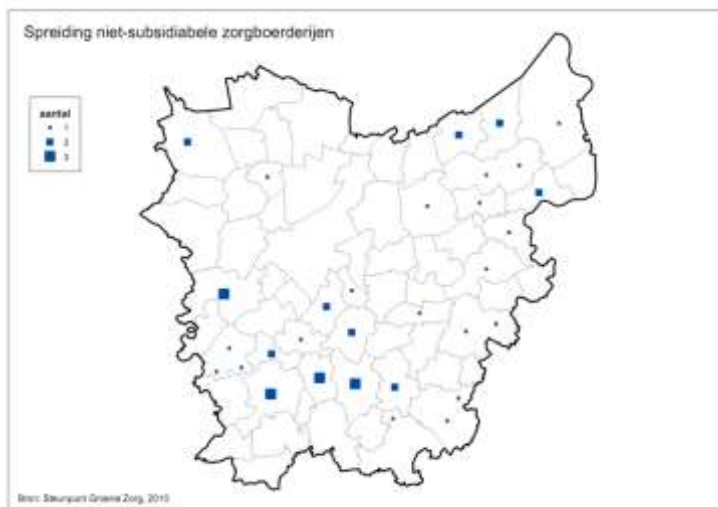 Spreiding niet-subsidiabele zorgboerderijen
aantal
1
2
3
Bron: Steunpunt Groene Zorg, 2010